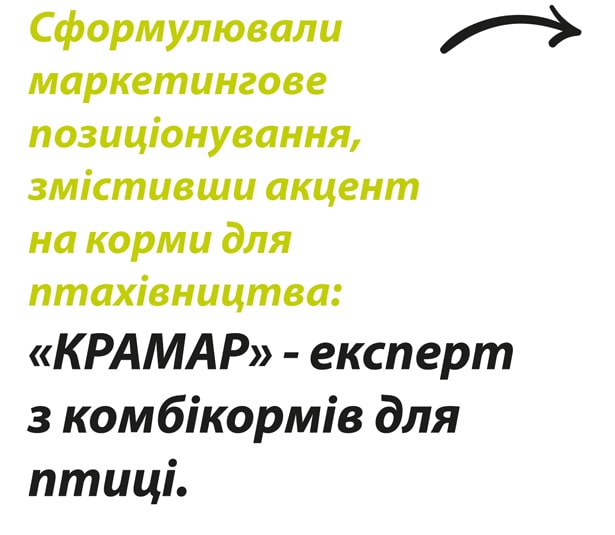 Сформулювали
маркетингове
позиціонування,
змістивши акцент
на корми для
птахівництва:
«КРАМАР» - експерт
з комбікормів для
птиці.